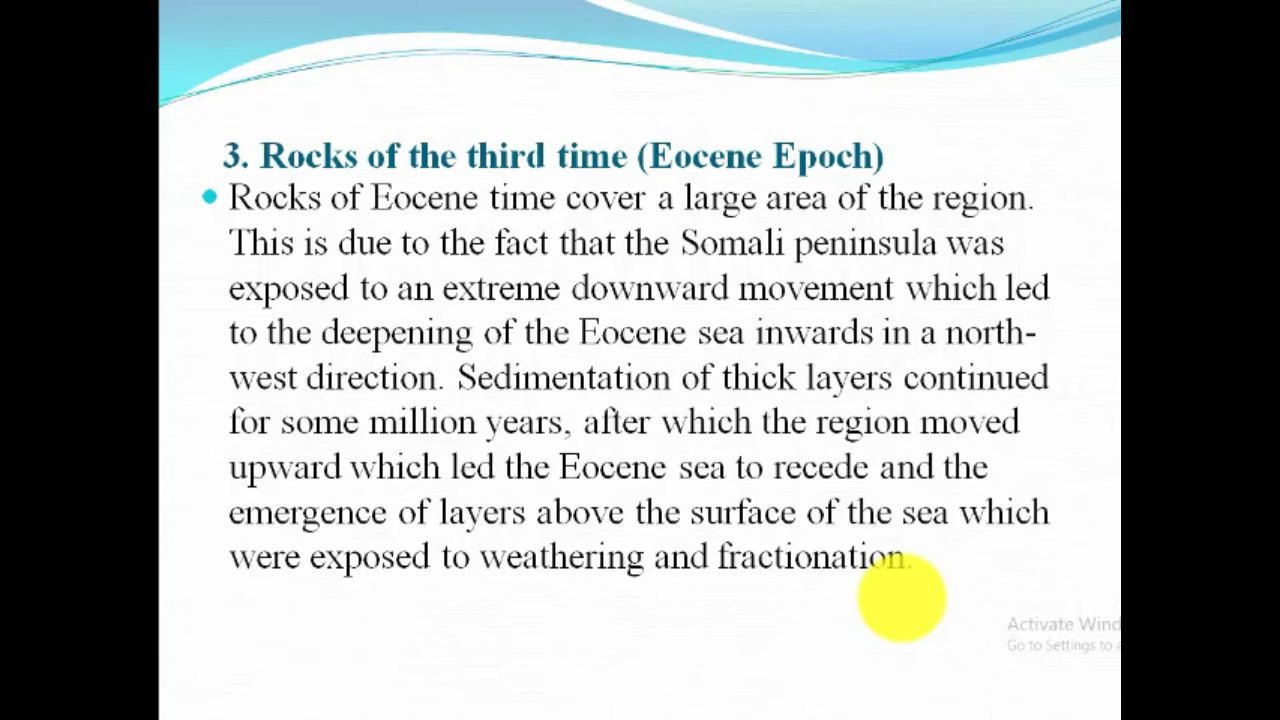 3. Rocks of the third time (Eocene Epoch)
Rocks of Eocene time cover a large area of the region.
This is due to the fact that the Somali peninsula was
exposed to an extreme downward movement which led
to the deepening of the Eocene sea inwards in a north-
west direction. Sedimentation of thick layers continued
for some million years, after which the region moved
upward which led the Eocene sea to recede and the
emergence of layers above the surface of the sea which
were exposed to weathering and fractionation.
Activate Wind
Go to Settings to a